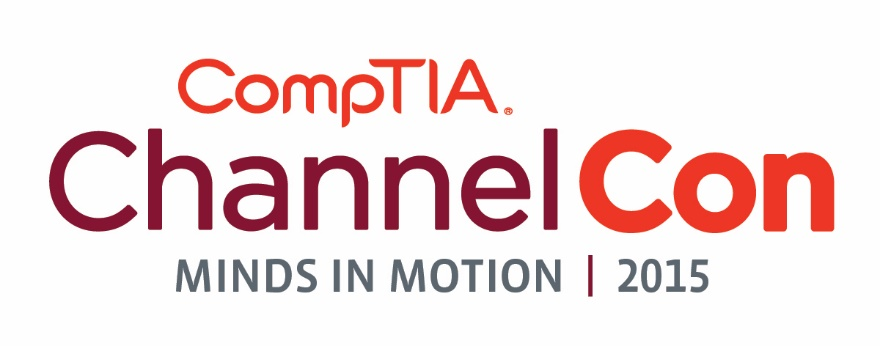 CompTIA®
ChannelCon
MINDS IN MOTION | 2015